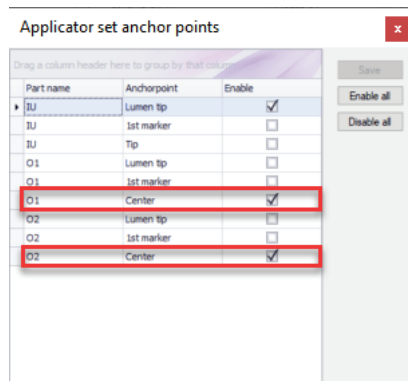 Applicator set anchor points
x
Drag a column header here to group by that column
Save
Part name Anchorpoint Enable
Enable all
IU Lumen tip
Disable all
IU 1st marker
IU Tip
O1 Lumen tip
O1 1st marker
O1 Center
O2 Lumen tip
O2 1st marker
O2 Center